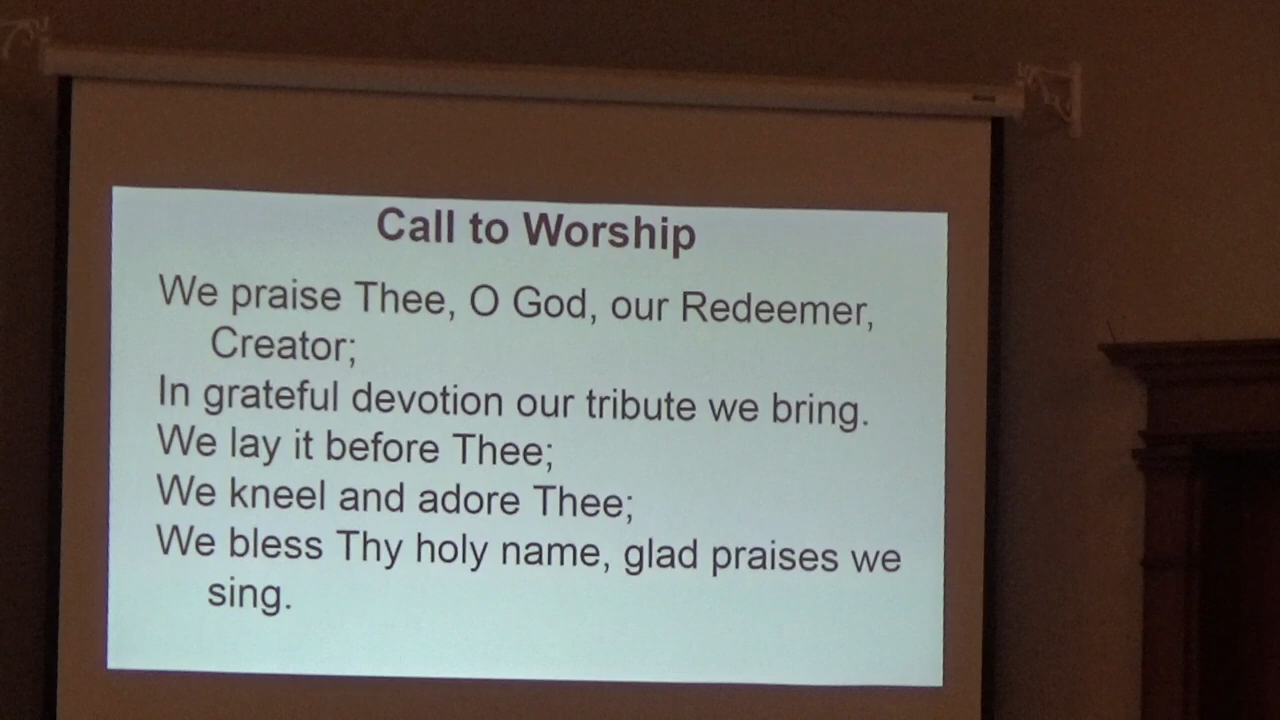 Call to Worship
We praise Thee, O God, our Redeemer,
Creator;
In grateful devotion our tribute we bring.
We lay it before Thee;
We kneel and adore Thee;
We bless Thy holy name, glad praises we
sing.